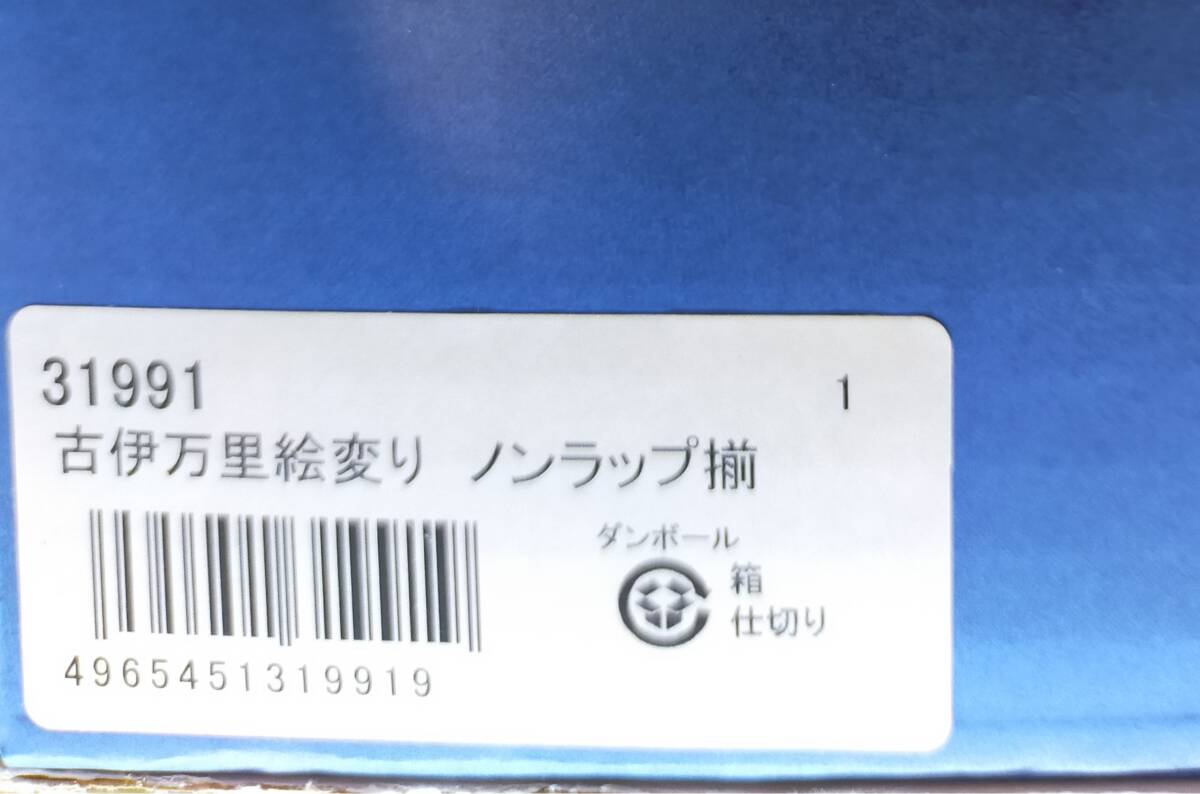 31991 1
古伊万里絵変り ノンラップ揃
ダンボール
箱
仕切り
4965451319919